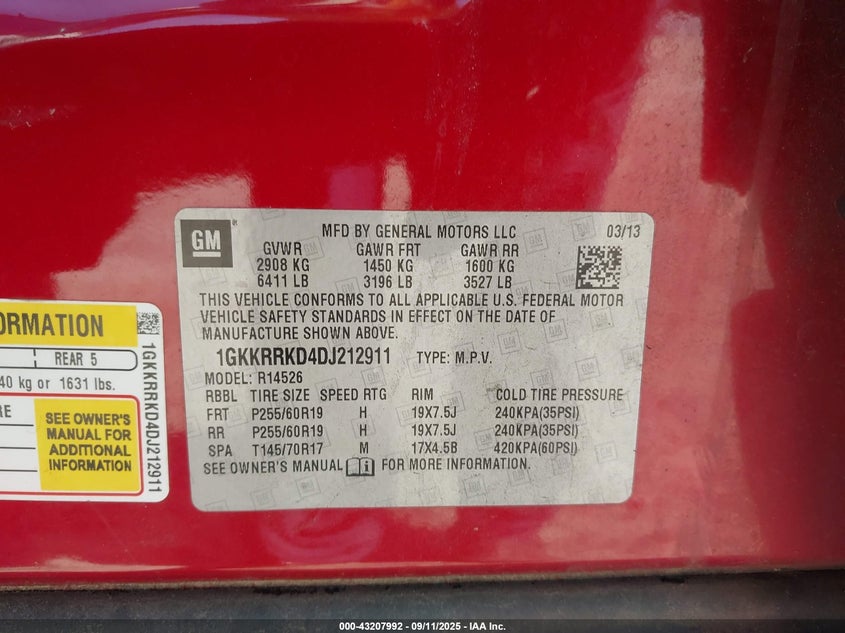 GM
MFD BY GENERAL MOTORS LLC 03/13
GVWR GAWR FRT GAWR RR
2908 KG 1450 KG 1600 KG
6411 LB 3196 LB 3527 LB
THIS VEHICLE CONFORMS TO ALL APPLICABLE U.S. FEDERAL MOTOR
VEHICLE SAFETY STANDARDS IN EFFECT ON THE DATE OF
MANUFACTURE SHOWN ABOVE.
1GKKRRKD4DJ212911 TYPE: M.P.V.
MODEL: R14526
RBBL TIRE SIZE SPEED RTG RIM COLD TIRE PRESSURE
FRT P255/60R19 H 19X7.5J 240KPA(35PSI)
RR P255/60R19 H 19X7.5J 240KPA(35PSI)
SPA T145/70R17 M 17X4.5B 420KPA(60PSI)
SEE OWNER'S MANUAL FOR MORE INFORMATION.
ORMATION
REAR 5
40 kg or 1631 lbs.
RE
SEE OWNER'S
MANUAL FOR
ADDITIONAL
INFORMATION
1GKKRRKD4DJ212911
000-43207992 - 09/11/2025 - IAA Inc.